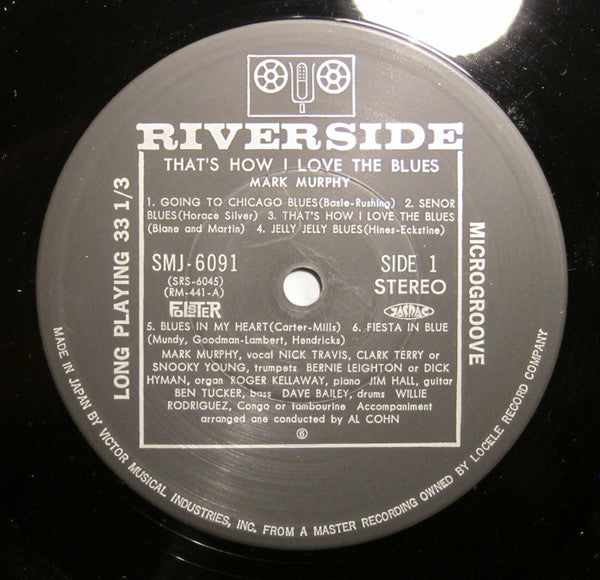 RIVERSIDE
THAT'S HOW I LOVE THE BLUES
MARK MURPHY
1. GOING TO CHICAGO BLUES(Basie-Rushing) 2. SENOR
BLUES(Horace Silver) 3. THAT'S HOW I LOVE THE BLUES
(Blane and Martin) 4. JELLY JELLY BLUES(Hines-Eckstine)
SMJ-6091
(SRS-6045)
(RM-441-A)
SIDE 1
STEREO
FOLSTER
JASRAC
5. BLUES IN MY HEART(Carter-Mills) 6. FIESTA IN BLUE
(Mundy, Goodman-Lambert, Hendricks)
MARK MURPHY, vocal NICK TRAVIS, CLARK TERRY or
SNOOKY YOUNG, trumpets BERNIE LEIGHTON or DICK
HYMAN, organ ROGER KELLAWAY, piano JIM HALL, guitar
BEN TUCKER, bass DAVE BAILEY, drums WILLIE
RODRIGUEZ, Congo or tambourine Accompaniment
arranged ane conducted by AL COHN
6
LONG PLAYING 33 1/3
MICROGROOVE
MADE IN JAPAN BY VICTOR MUSICAL INDUSTRIES, INC. FROM A MASTER RECORDING OWNED BY LOCELE RECORD COMPANY